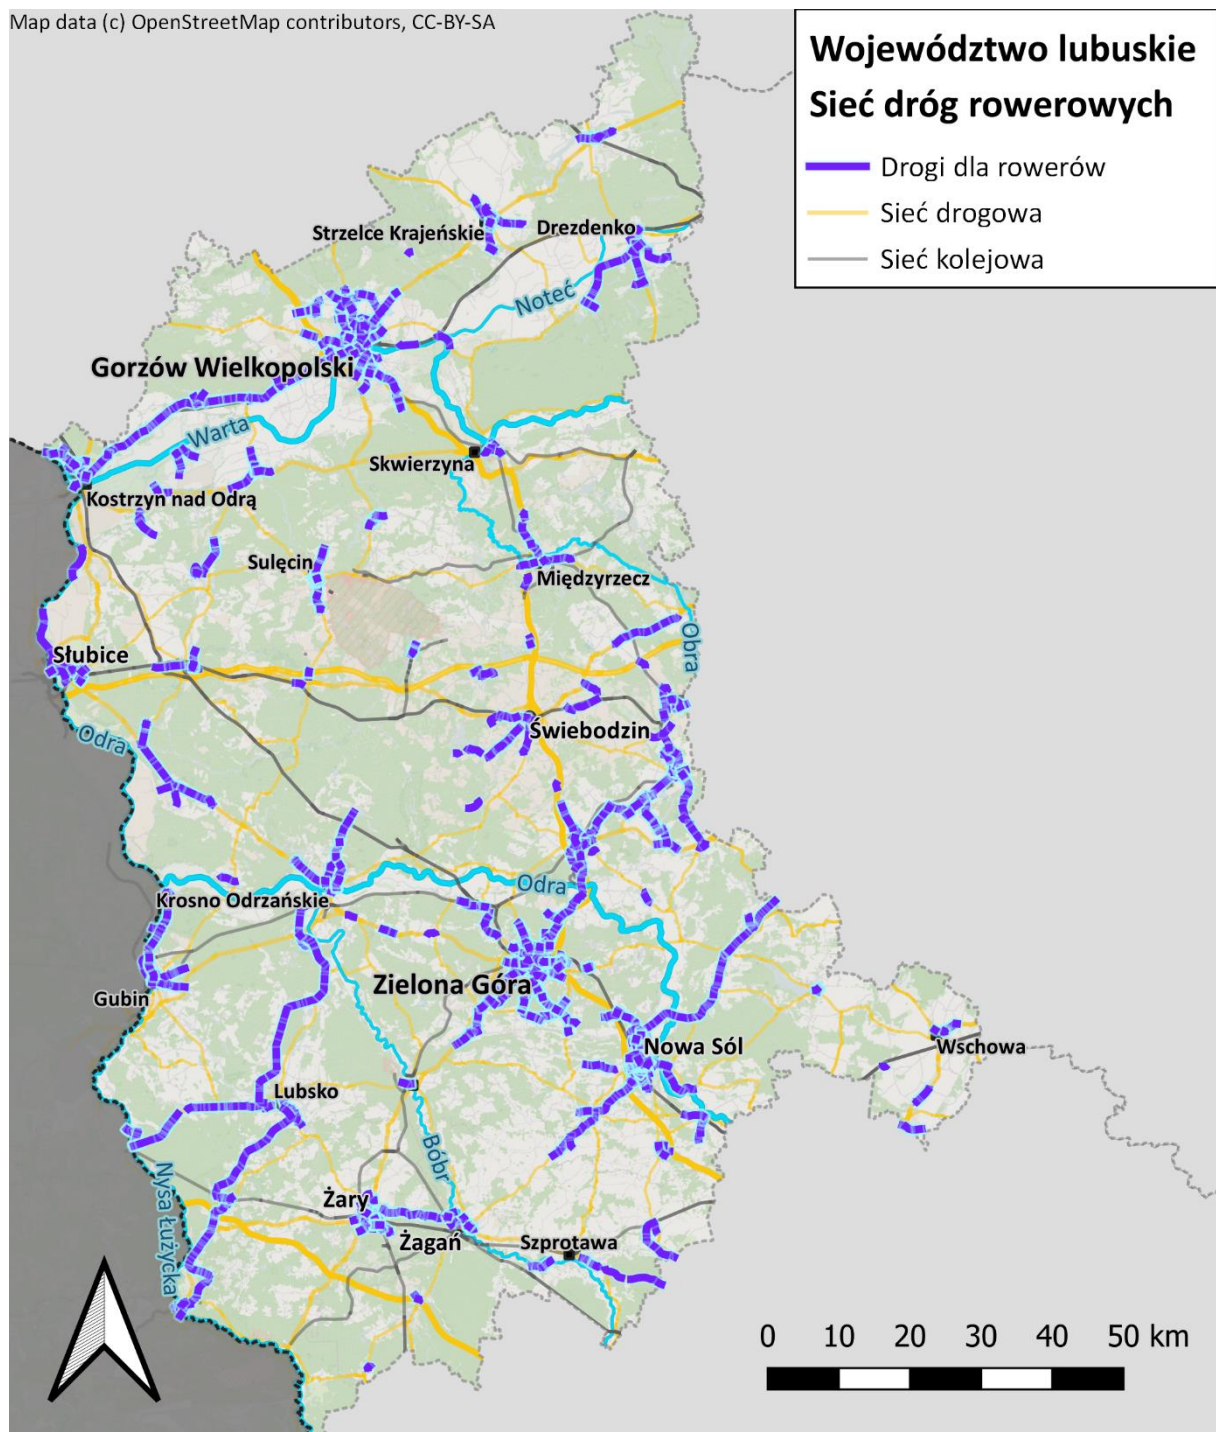 Map data (c) OpenStreetMap contributors, CC-BY-SA
Województwo lubuskie
Sieć dróg rowerowych
Drogi dla rowerów
Sieć drogowa
Sieć kolejowa
Strzelce Krajeńskie
Drezdenko
Noteć
Gorzów Wielkopolski
Warta
Skwierzyna
Kostrzyn nad Odrą
Sulęcin
Międzyrzecz
Obra
Słubice
Odra
Świebodzin
Odra
Krosno Odrzańskie
Zielona Góra
Gubin
Nowa Sól
Wschowa
Lubsko
Bóbr
Nysa Łużycka
Żary
Żagań
Szprotawa
0 10 20 30 40 50 km